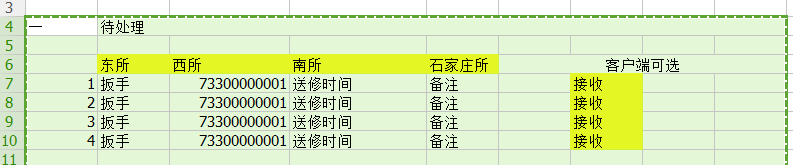 3
4 一 待处理
5
6 东所 西所 南所 石家庄所 客户端可选
7 1 扳手 73300000001 送修时间 备注 接收
8 2 扳手 73300000001 送修时间 备注 接收
9 3 扳手 73300000001 送修时间 备注 接收
10 4 扳手 73300000001 送修时间 备注 接收
11